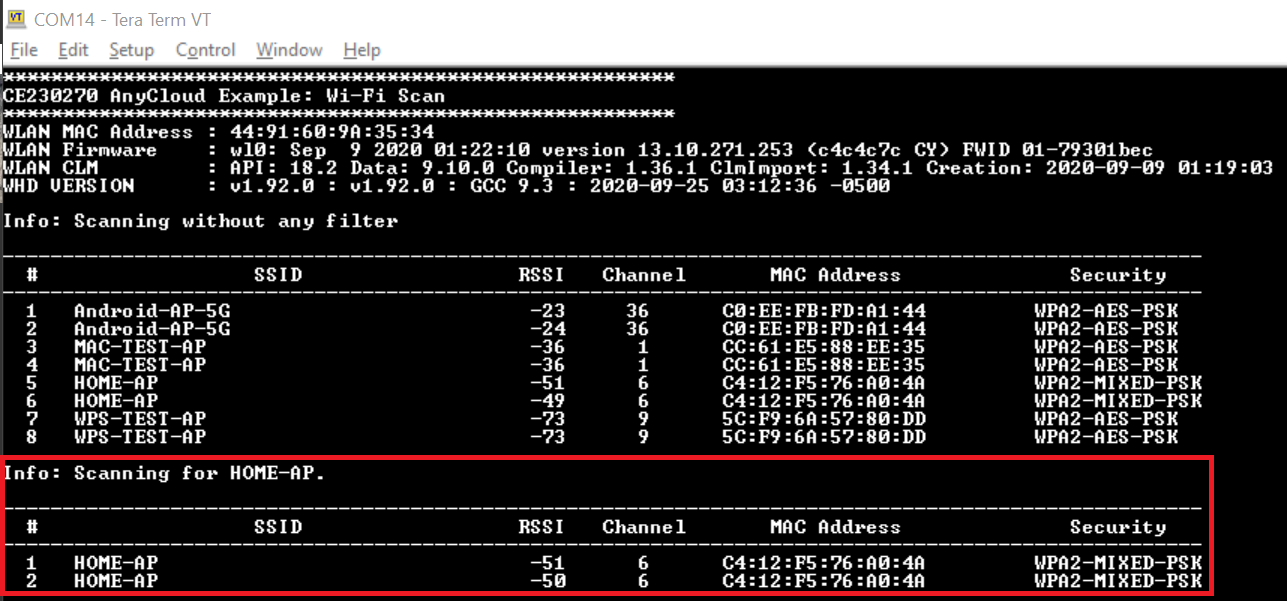 COM14 - Tera Term VT
File Edit Setup Control Window Help
*******************************************************
CE230270 AnyCloud Example: Wi-Fi Scan
*******************************************************
WLAN MAC Address : 44:91:60:9A:35:34
WLAN Firmware : wl0: Sep 9 2020 01:22:10 version 13.10.271.253 (c4c4c7c CY) FWID 01-79301bec
WLAN CLM : API: 18.2 Data: 9.10.0 Compiler: 1.36.1 ClmImport: 1.34.1 Creation: 2020-09-09 01:19:03
WHD VERSION : v1.92.0 : v1.92.0 : GCC 9.3 : 2020-09-25 03:12:36 -0500
Info: Scanning without any filter
# SSID RSSI Channel MAC Address Security
1 Android-AP-5G -23 36 C0:EE:FB:FD:A1:44 WPA2-AES-PSK
2 Android-AP-5G -24 36 C0:EE:FB:FD:A1:44 WPA2-AES-PSK
3 MAC-TEST-AP -36 1 CC:61:E5:88:EE:35 WPA2-AES-PSK
4 MAC-TEST-AP -36 1 CC:61:E5:88:EE:35 WPA2-AES-PSK
5 HOME-AP -51 6 C4:12:F5:76:A0:4A WPA2-MIXED-PSK
6 HOME-AP -49 6 C4:12:F5:76:A0:4A WPA2-MIXED-PSK
7 WPS-TEST-AP -73 9 5C:F9:6A:57:80:DD WPA2-AES-PSK
8 WPS-TEST-AP -73 9 5C:F9:6A:57:80:DD WPA2-AES-PSK
Info: Scanning for HOME-AP.
# SSID RSSI Channel MAC Address Security
1 HOME-AP -51 6 C4:12:F5:76:A0:4A WPA2-MIXED-PSK
2 HOME-AP -50 6 C4:12:F5:76:A0:4A WPA2-MIXED-PSK